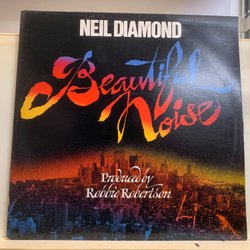 NEIL DIAMOND
Beautiful
Noise
Produced by
Robbie Robertson